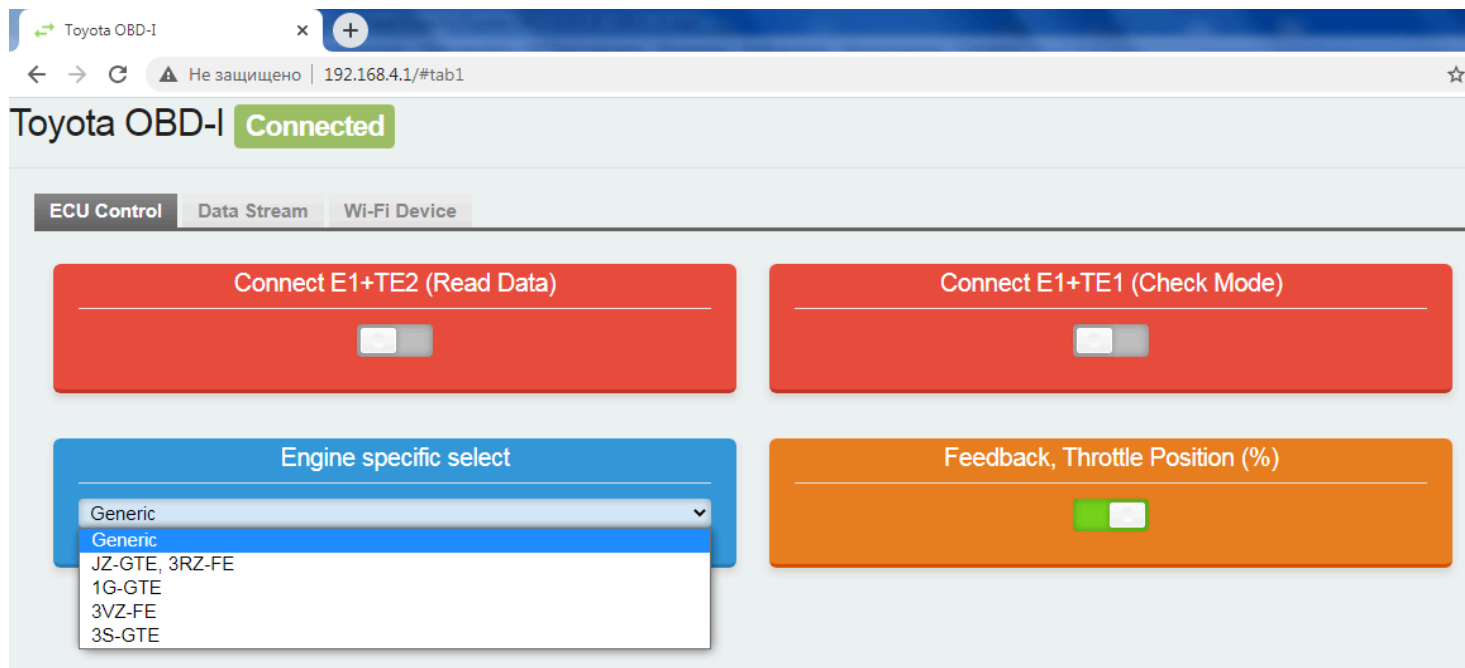 Toyota OBD-I
Не защищено | 192.168.4.1/#tab1
Toyota OBD-I Connected
ECU Control Data Stream Wi-Fi Device
Connect E1+TE2 (Read Data)
Connect E1+TE1 (Check Mode)
Engine specific select
Generic
Generic
JZ-GTE, 3RZ-FE
1G-GTE
3VZ-FE
3S-GTE
Feedback, Throttle Position (%)